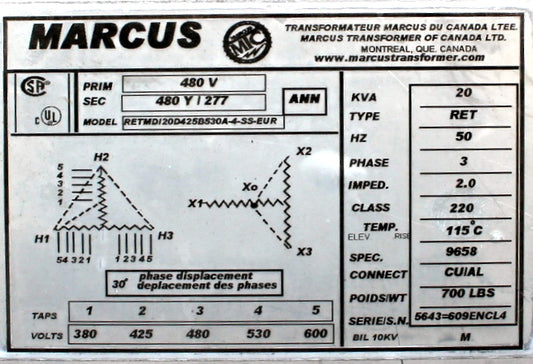 MARCUS
MTC
TRANSFORMATEUR MARCUS DU CANADA LTEE.
MARCUS TRANSFORMER OF CANADA LTD.
MONTREAL, QUE. CANADA
www.marcustransformer.com
SA
c UL
PRIM 480 V
SEC 480 Y / 277
ANN
MODEL RETMDI20D425B530A-4-SS-EUR
H2
5
4
3
2
1
H1
H3
54 3 2 1
1 2 3 4 5
X2
Xo
X1
X3
30° phase displacement
deplacement des phases
TAPS 1 2 3 4 5
VOLTS 380 425 480 530 600
KVA 20
TYPE RET
HZ 50
PHASE 3
IMPED. 2.0
CLASS 220
TEMP. 115°C
ELEV RISE
SPEC. 9658
CONNECT CU/AL
POIDS/WT 700 LBS
SERIE/S.N. 5643=609ENCL4
BIL 10KV M